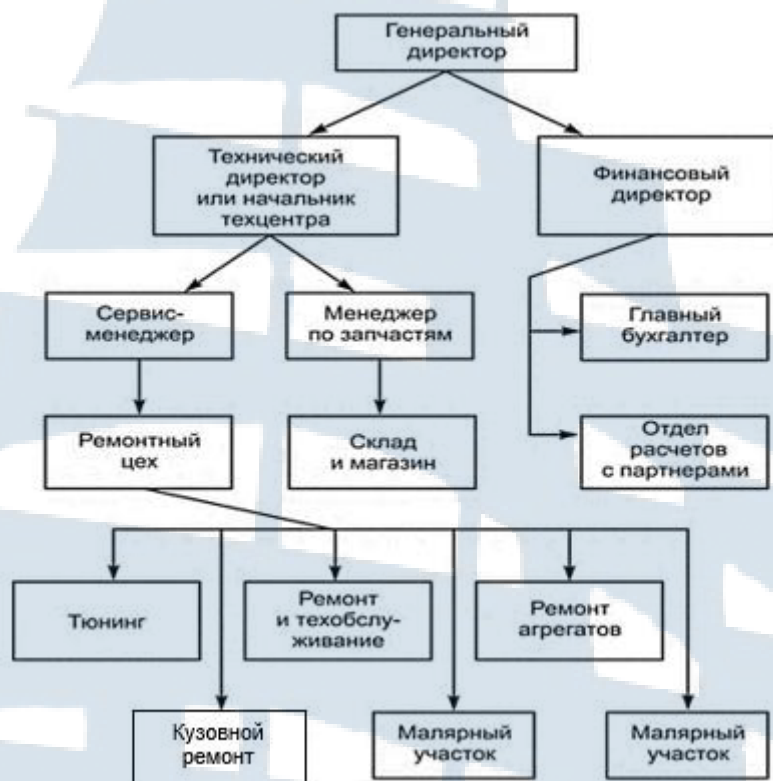 Генеральный
директор
Технический
директор
или начальник
техцентра
Финансовый
директор
Сервис-
менеджер
Менеджер
по запчастям
Главный
бухгалтер
Ремонтный
цех
Склад
и магазин
Отдел
расчетов
с партнерами
Тюнинг
Ремонт
и техобслу-
живание
Ремонт
агрегатов
Кузовной
ремонт
Малярный
участок
Малярный
участок